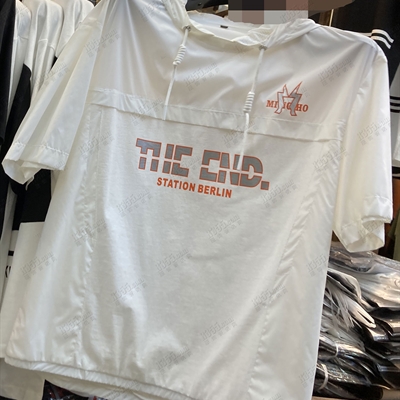 THE END.
STATION BERLIN